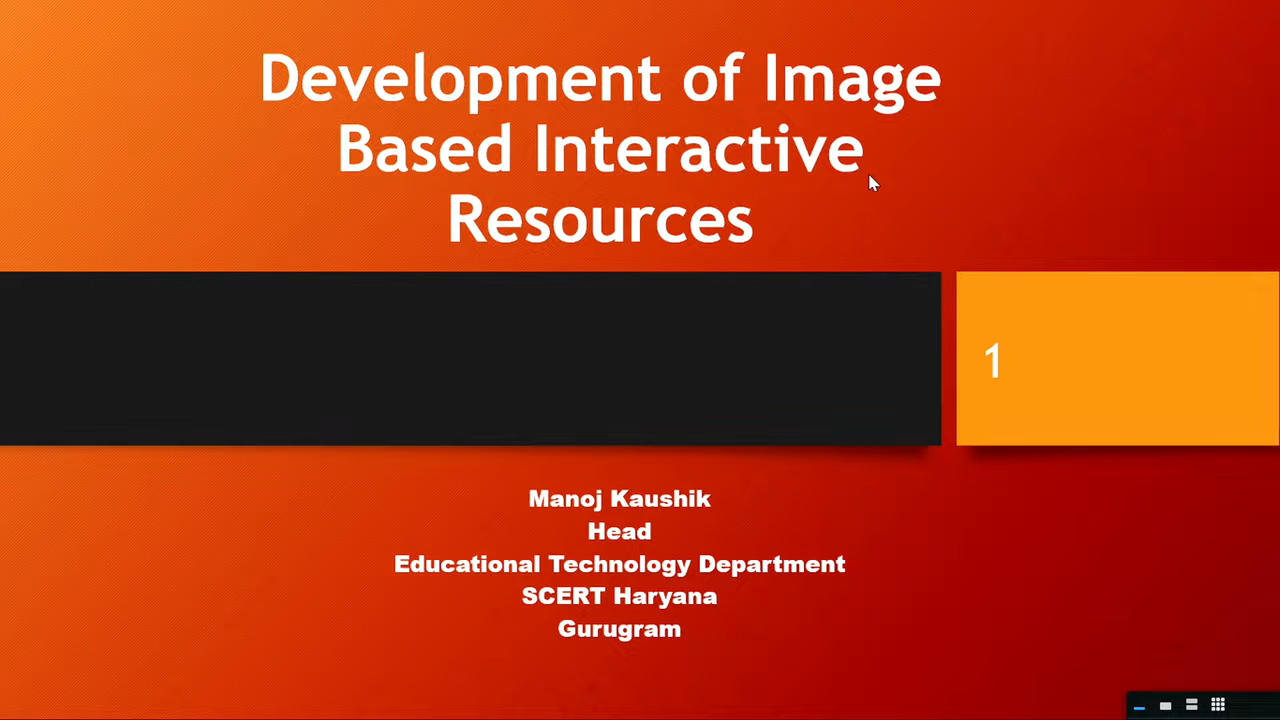 Development of Image
Based Interactive
Resources
1
Manoj Kaushik
Head
Educational Technology Department
SCERT Haryana
Gurugram